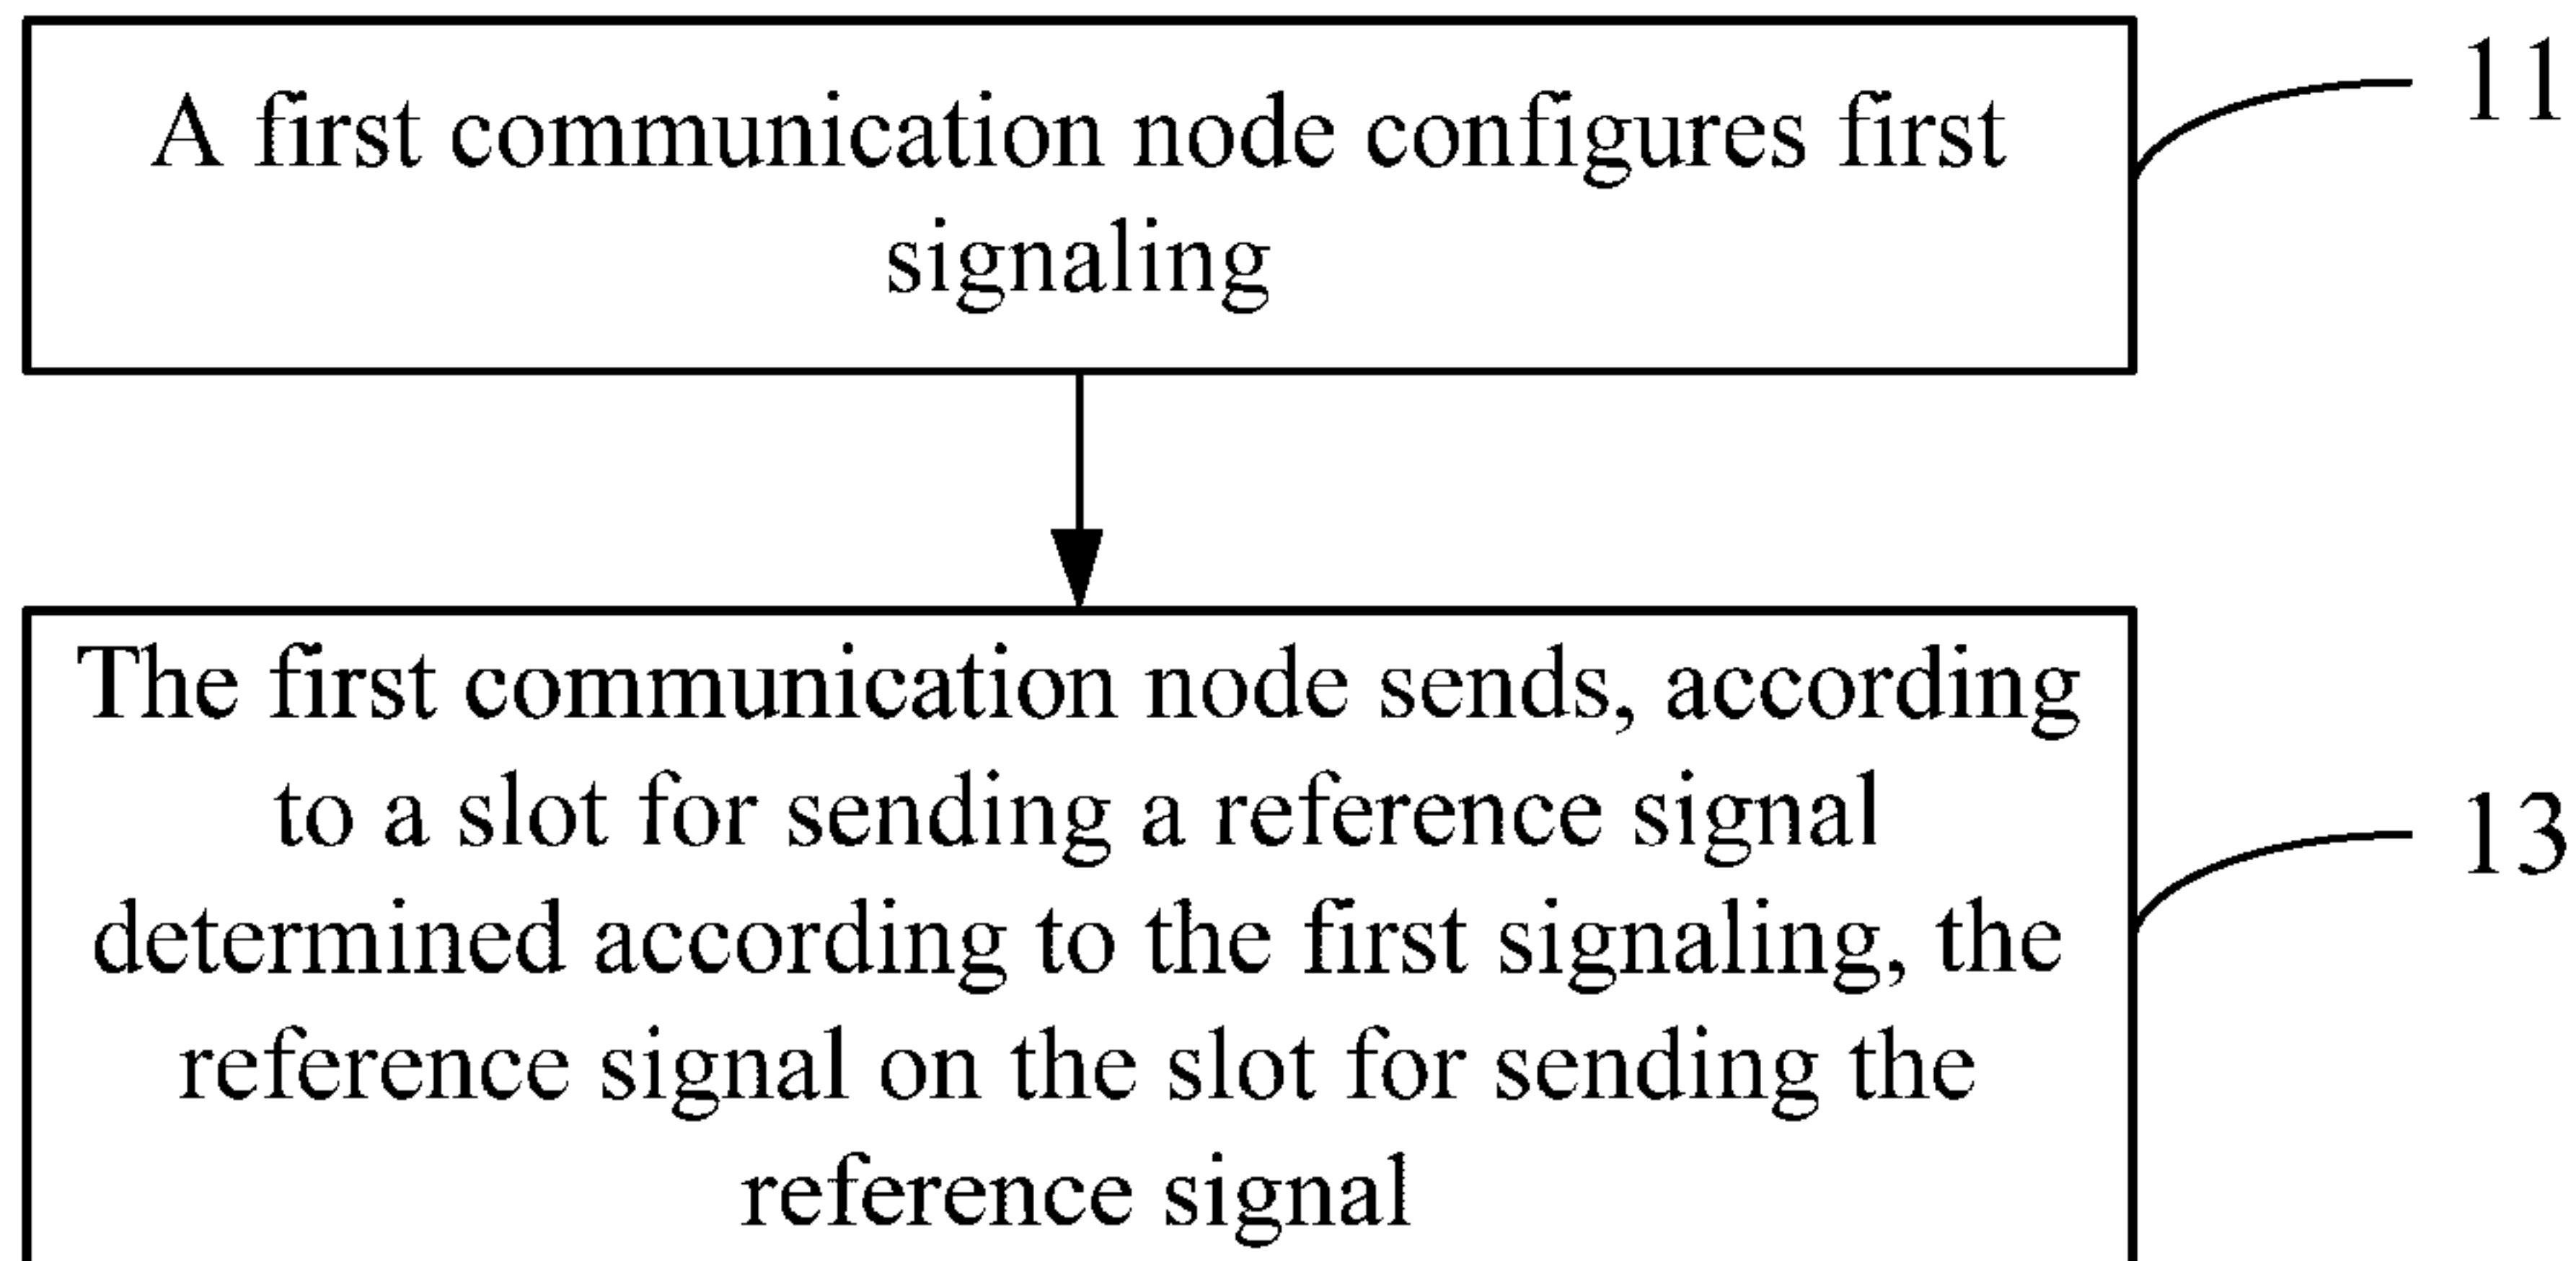 A first communication node configures first
signaling
11
The first communication node sends, according
to a slot for sending a reference signal
determined according to the first signaling, the
reference signal on the slot for sending the
reference signal
13